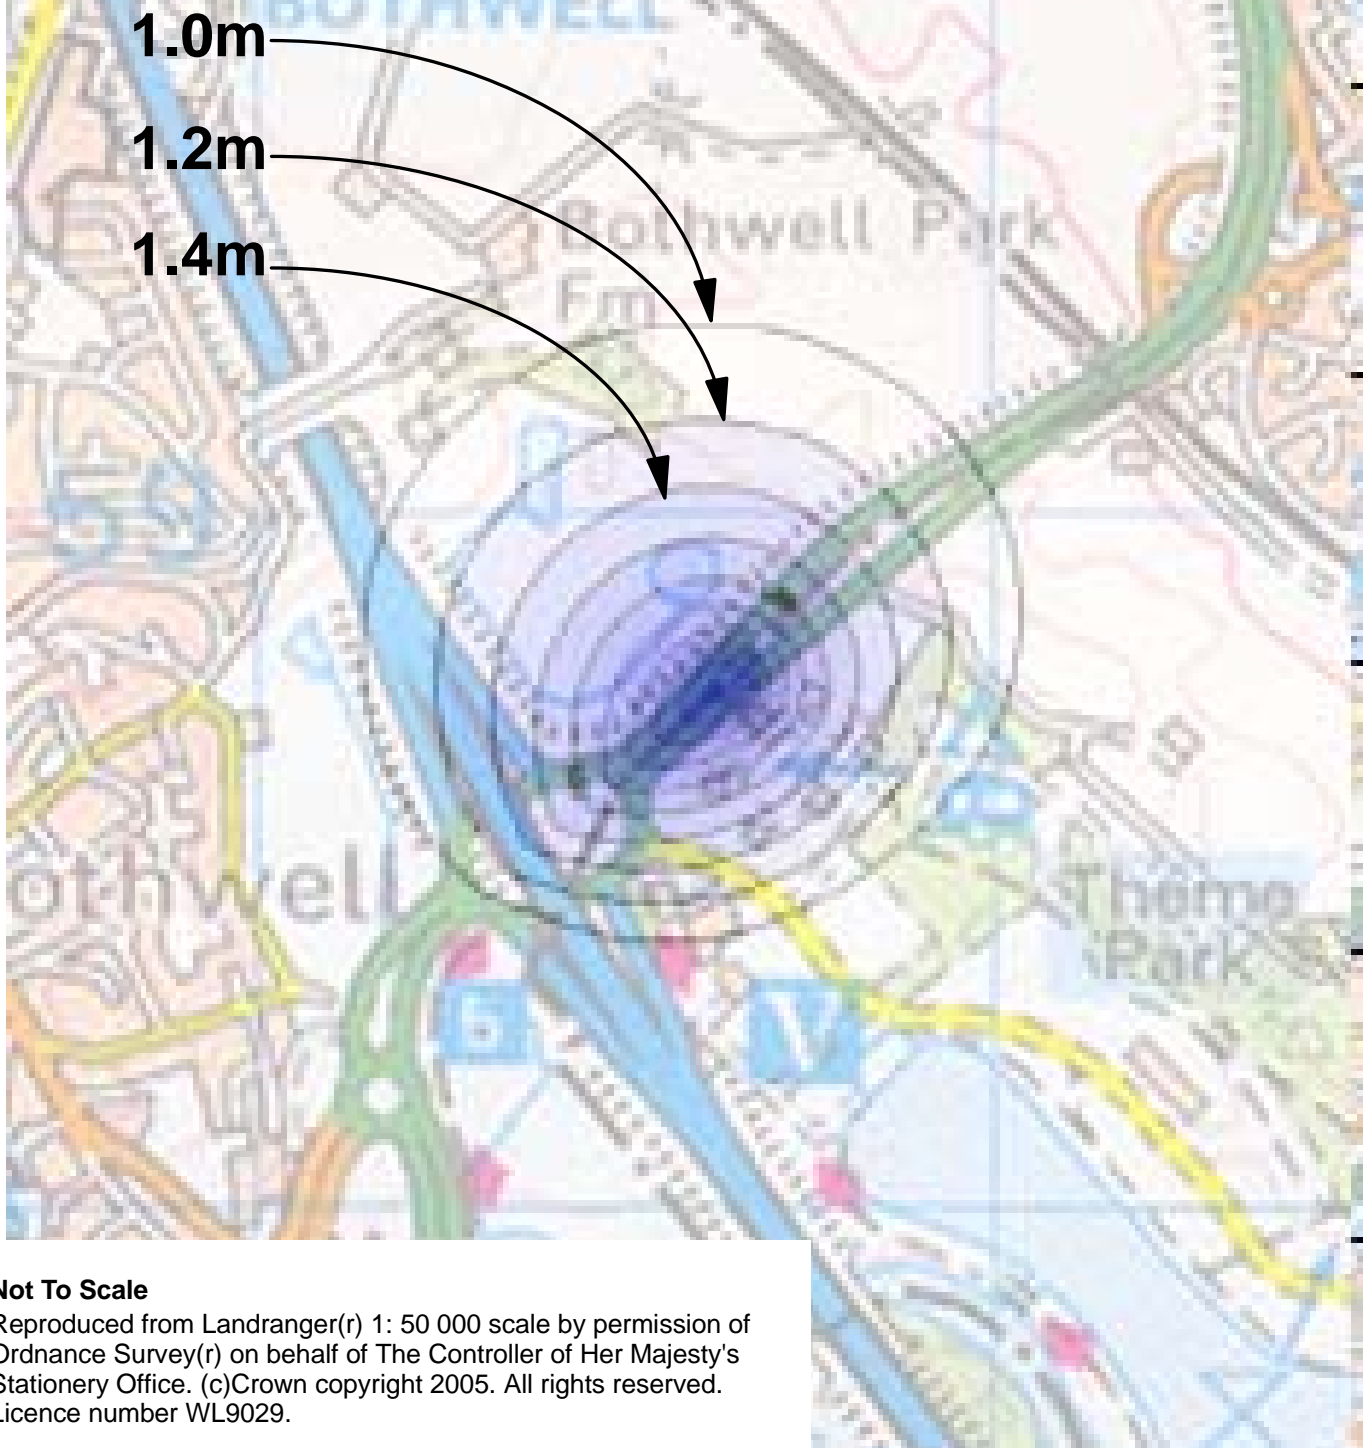 BOTHWELL
1.0m
1.2m
1.4m
Bothwell Park
Fm
59
othwell
Theme
Park
6
V
Not To Scale
Reproduced from Landranger(r) 1: 50 000 scale by permission of
Ordnance Survey(r) on behalf of The Controller of Her Majesty's
Stationery Office. (c)Crown copyright 2005. All rights reserved.
Licence number WL9029.